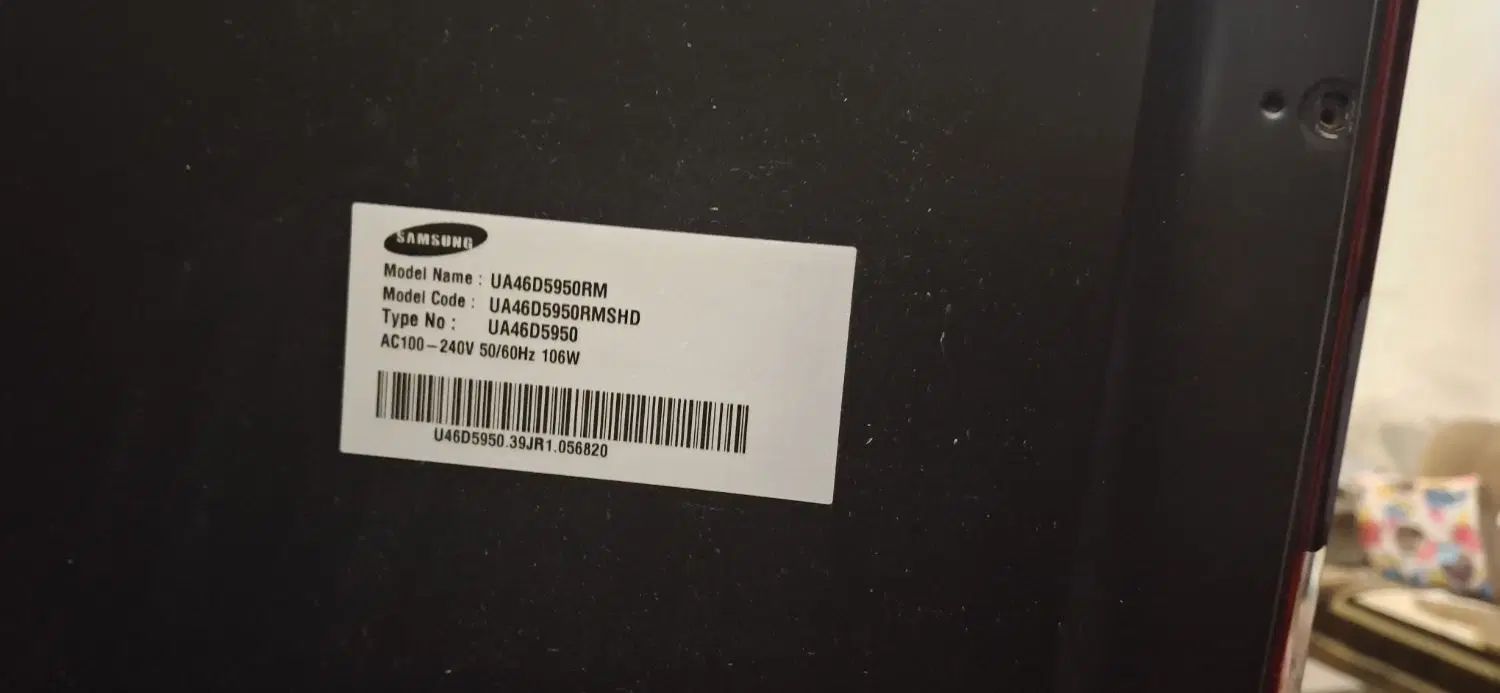 SAMSUNG
Model Name : UA46D5950RM
Model Code : UA46D5950RMSHD
Type No : UA46D5950
AC100-240V 50/60Hz 106W
U46D5950.39JR1.056820